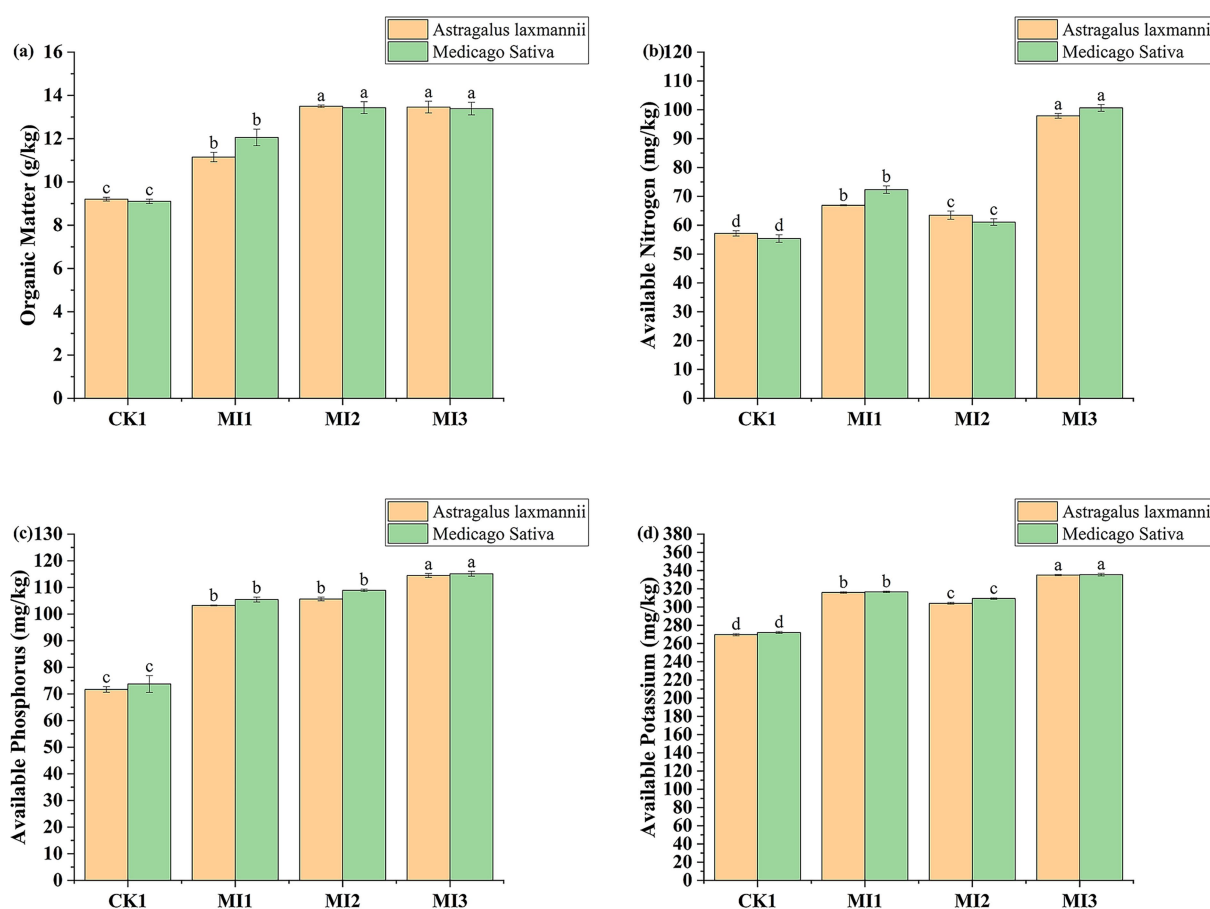 (a)
Astragalus laxmannii
Medicago Sativa
Organic Matter (g/kg)
16
14
12
10
8
6
4
2
0
c c b b a a a a
CK1 MI1 MI2 MI3
(b)
Astragalus laxmannii
Medicago Sativa
Available Nitrogen (mg/kg)
120
110
100
90
80
70
60
50
40
30
20
10
0
d d b b c c a a
CK1 MI1 MI2 MI3
(c)
Astragalus laxmannii
Medicago Sativa
Available Phosphorus (mg/kg)
130
120
110
100
90
80
70
60
50
40
30
20
10
0
c c b b b b a a
CK1 MI1 MI2 MI3
(d)
Astragalus laxmannii
Medicago Sativa
Available Potassium (mg/kg)
380
360
340
320
300
280
260
240
220
200
180
160
140
120
100
80
60
40
20
0
d d b b c c a a
CK1 MI1 MI2 MI3